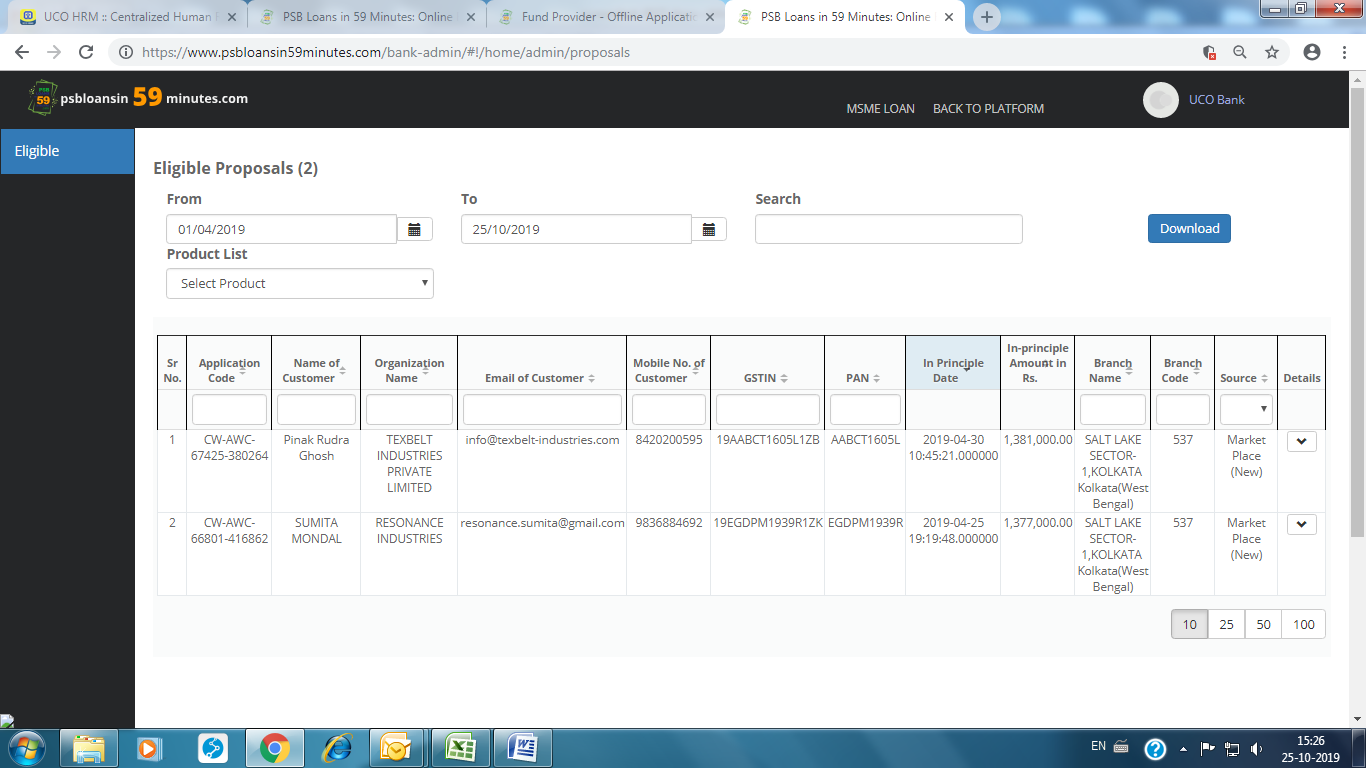 UCO HRM :: Centralized Human
PSB Loans in 59 Minutes: Online
Fund Provider - Offline Applicatio
PSB Loans in 59 Minutes: Online
https://www.psbloansin59minutes.com/bank-admin/#!/home/admin/proposals
PSB 59 psbloansin 59 minutes.com
MSME LOAN BACK TO PLATFORM
UCO Bank
Eligible
Eligible Proposals (2)
From To Search
01/04/2019 25/10/2019 Download
Product List
Select Product
Sr No. Application Code Name of Customer Organization Name Email of Customer Mobile No. of Customer GSTIN PAN In Principle Date In-principle Amount in Rs. Branch Name Branch Code Source Details
1 CW-AWC- Pinak Rudra TEXBELT info@texbelt-industries.com 8420200595 19AABCT1605L1ZB AABCT1605L 2019-04-30 1,381,000.00 SALT LAKE 537 Market
67425-380264 Ghosh INDUSTRIES 10:45:21.000000 SECTOR- Place
PRIVATE 1,KOLKATA (New)
LIMITED Kolkata(West
Bengal)
2 CW-AWC- SUMITA RESONANCE resonance.sumita@gmail.com 9836884692 19EGDPM1939R1ZK EGDPM1939R 2019-04-25 1,377,000.00 SALT LAKE 537 Market
66801-416862 MONDAL INDUSTRIES 19:19:48.000000 SECTOR- Place
1,KOLKATA (New)
Kolkata(West
Bengal)
10 25 50 100
EN 15:26
25-10-2019